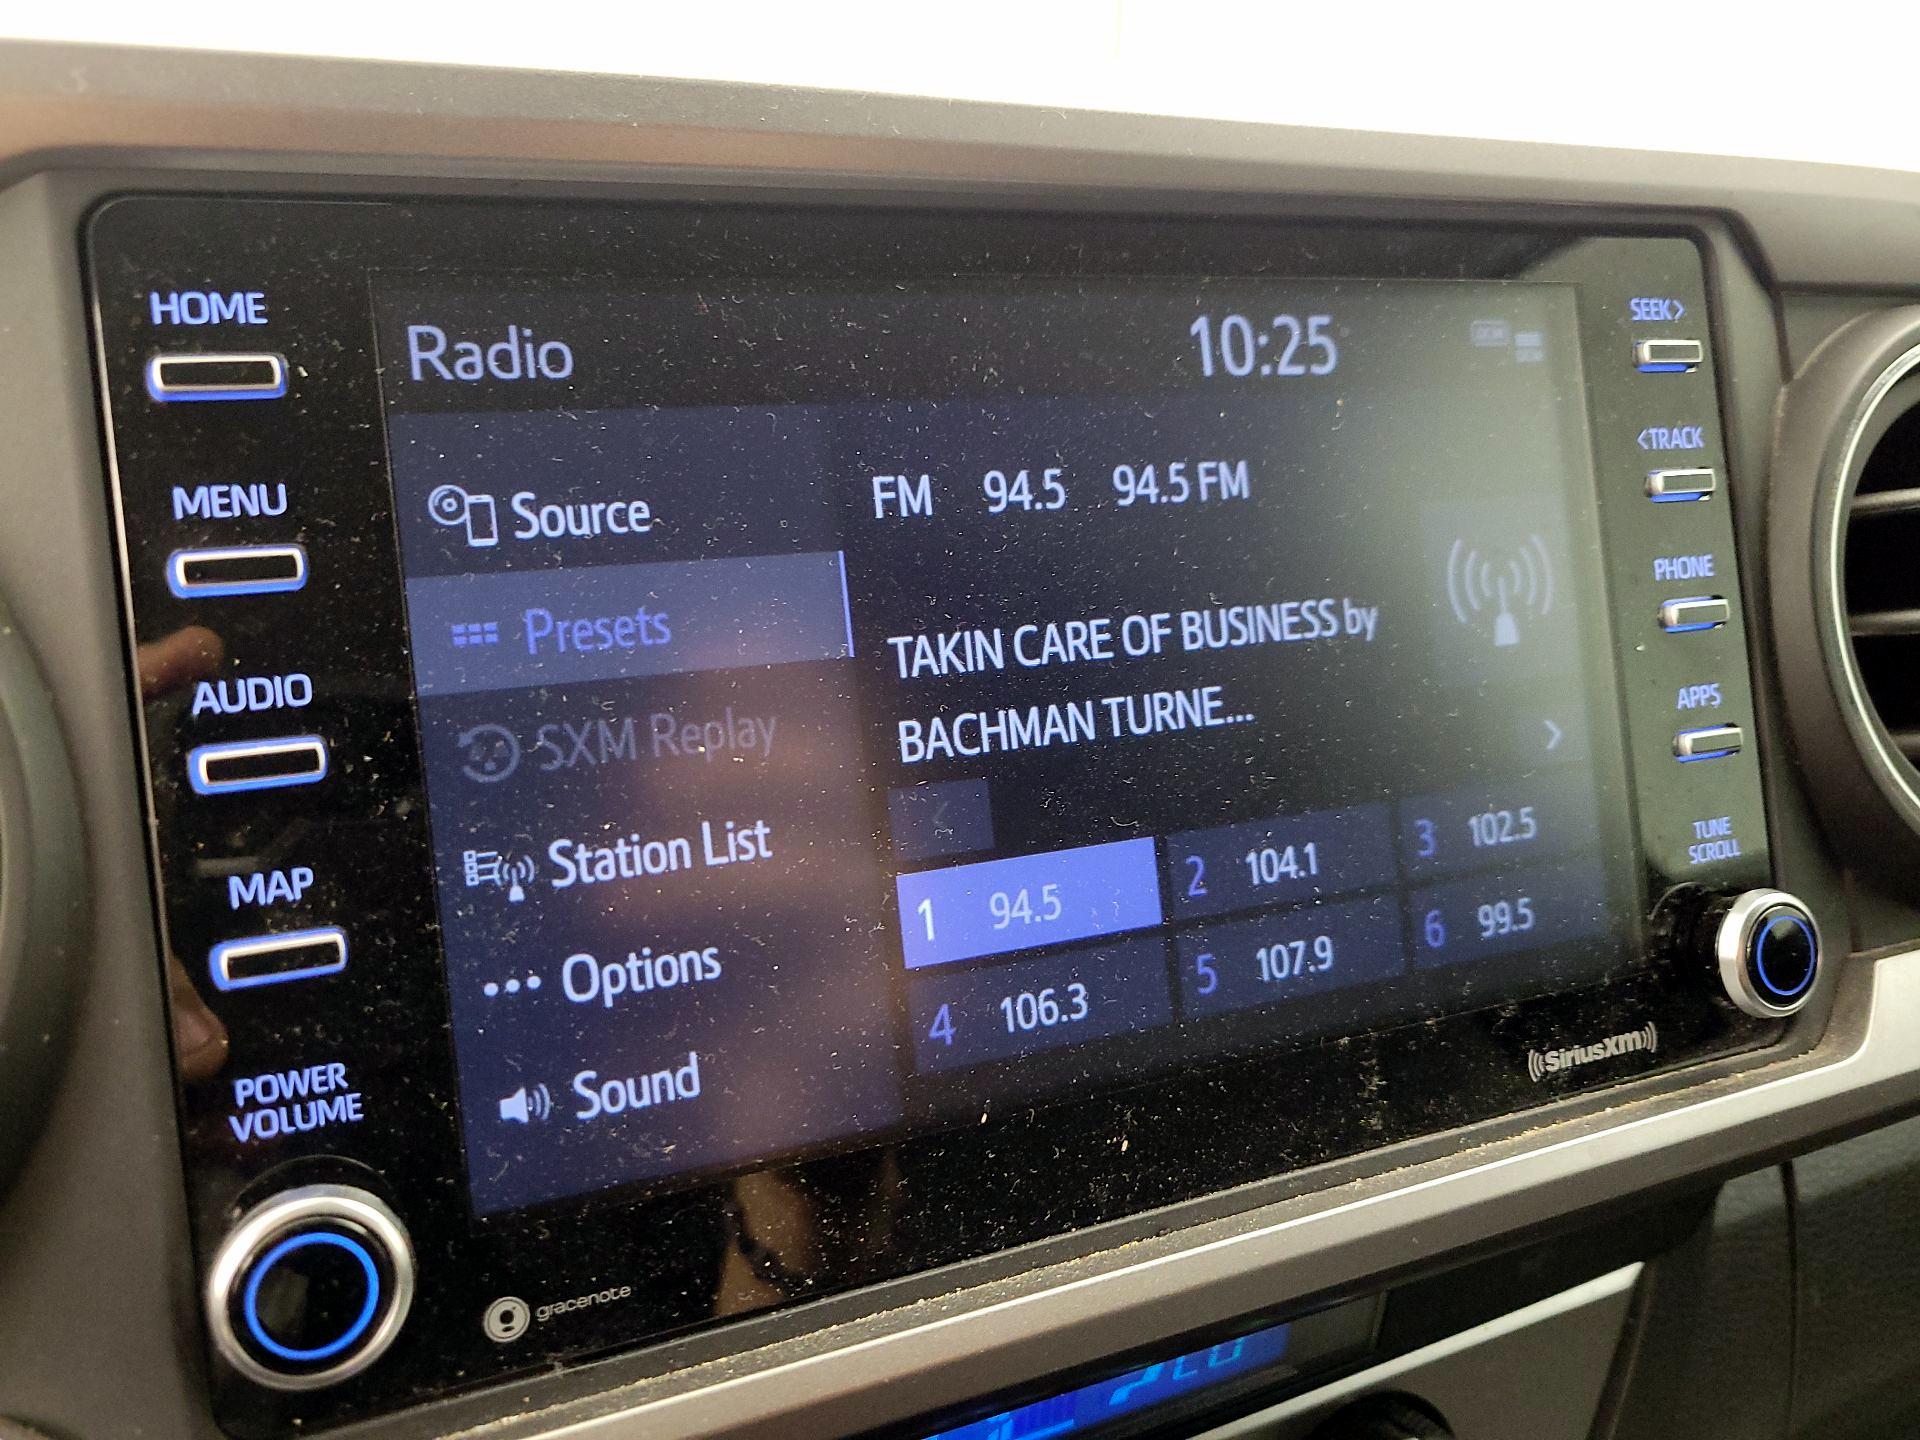 HOME
MENU
AUDIO
MAP
POWER
VOLUME
Radio
10:25
Source
Presets
SXM Replay
Station List
Options
Sound
FM 94.5 94.5 FM
TAKIN CARE OF BUSINESS by
BACHMAN TURNE...
1 94.5
2 104.1
3 102.5
4 106.3
5 107.9
6 99.5
SEEK>
<TRACK
PHONE
APPS
TUNE
SCROLL
SiriusXM
gracenote